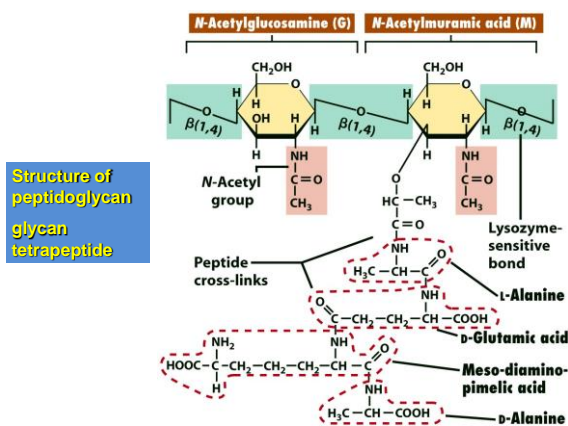 N-Acetylglucosamine (G)
N-Acetylmuramic acid (M)
CH₂OH
CH₂OH
O
O
H
H
H
H
H
O
O
O
β(1,4)
OH
H
H
β(1,4)
H
H
β(1,4)
H
NH
H
NH
N-Acetyl
group
C=O
CH₃
O
HC—CH₃
C=O
C=O
CH₃
Structure of
peptidoglycan
glycan
tetrapeptide
Lysozyme-
sensitive
bond
Peptide
cross-links
NH
O
H₃C—CH—C
L-Alanine
NH
O
C—CH₂—CH₂—CH—COOH
D-Glutamic acid
NH₂
NH
O
HOOC—C—CH₂—CH₂—CH₂—CH—C
H
Meso-diamino-
pimelic acid
NH
H₃C—CH—COOH
D-Alanine